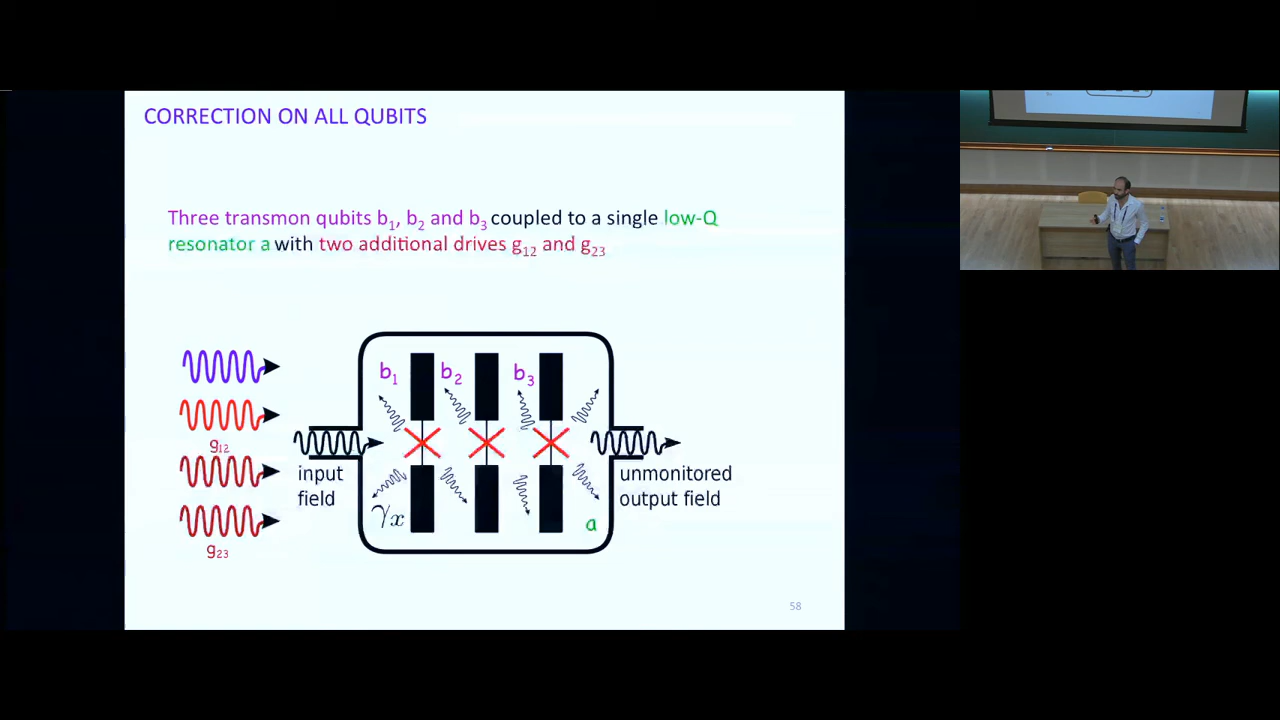 CORRECTION ON ALL QUBITS
Three transmon qubits b₁, b₂ and b₃ coupled to a single low-Q
resonator a with two additional drives g₁₂ and g₂₃
b₁ b₂ b₃
g₁₂
input
field
unmonitored
output field
γₓ
a
g₂₃
58